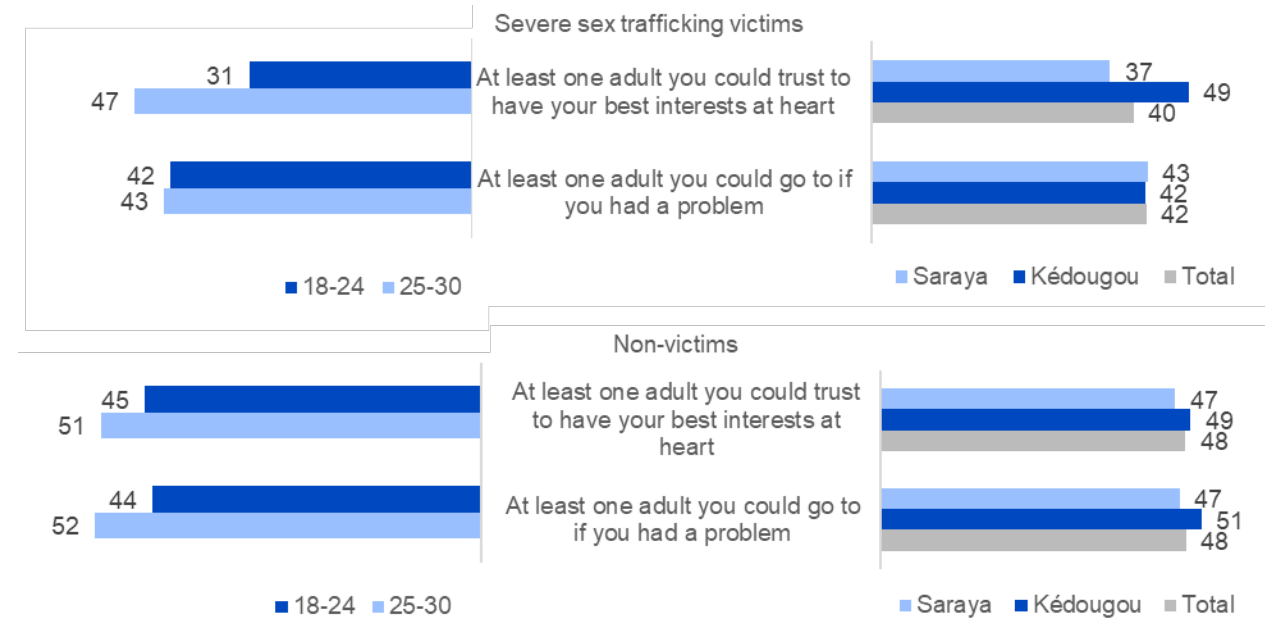 Severe sex trafficking victims
31
47
At least one adult you could trust to
have your best interests at heart
37
49
40
42
43
At least one adult you could go to if
you had a problem
43
42
42
18-24 25-30
Saraya Kédougou Total
Non-victims
45
51
At least one adult you could trust
to have your best interests at
heart
47
49
48
44
52
At least one adult you could go to
if you had a problem
47
51
48
18-24 25-30
Saraya Kédougou Total